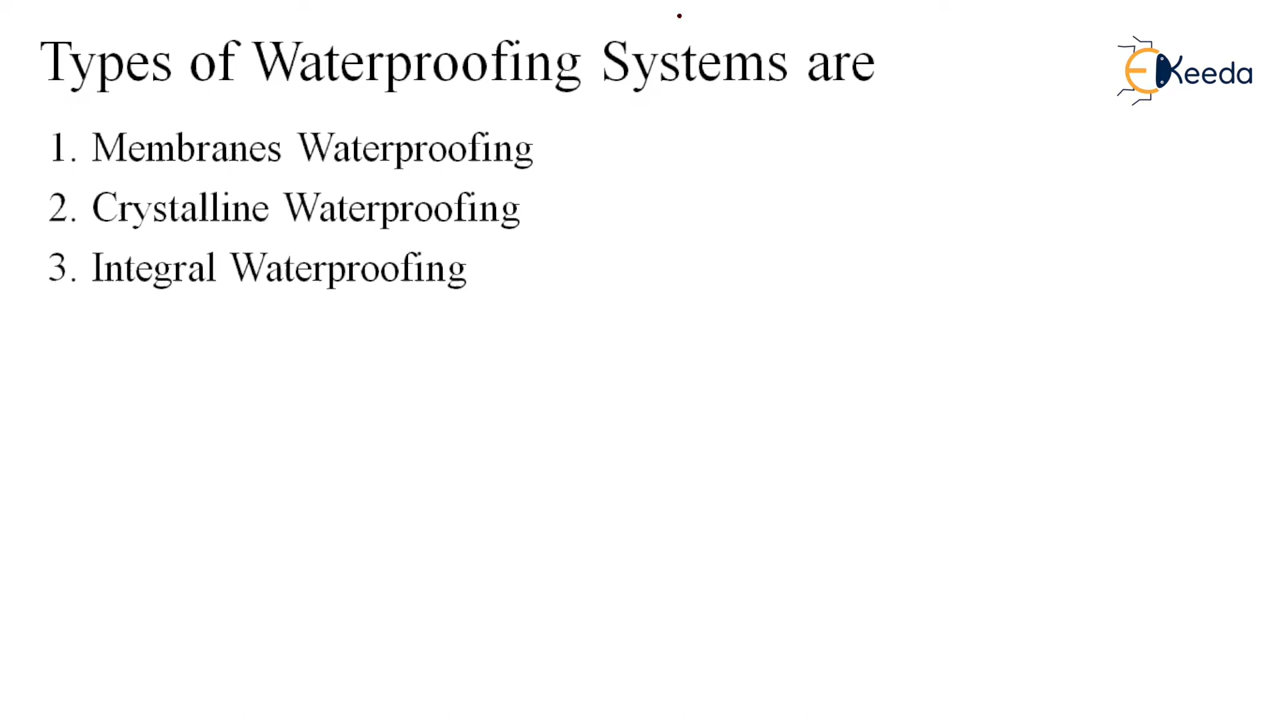 Types of Waterproofing Systems are
EKeeda
1. Membranes Waterproofing
2. Crystalline Waterproofing
3. Integral Waterproofing